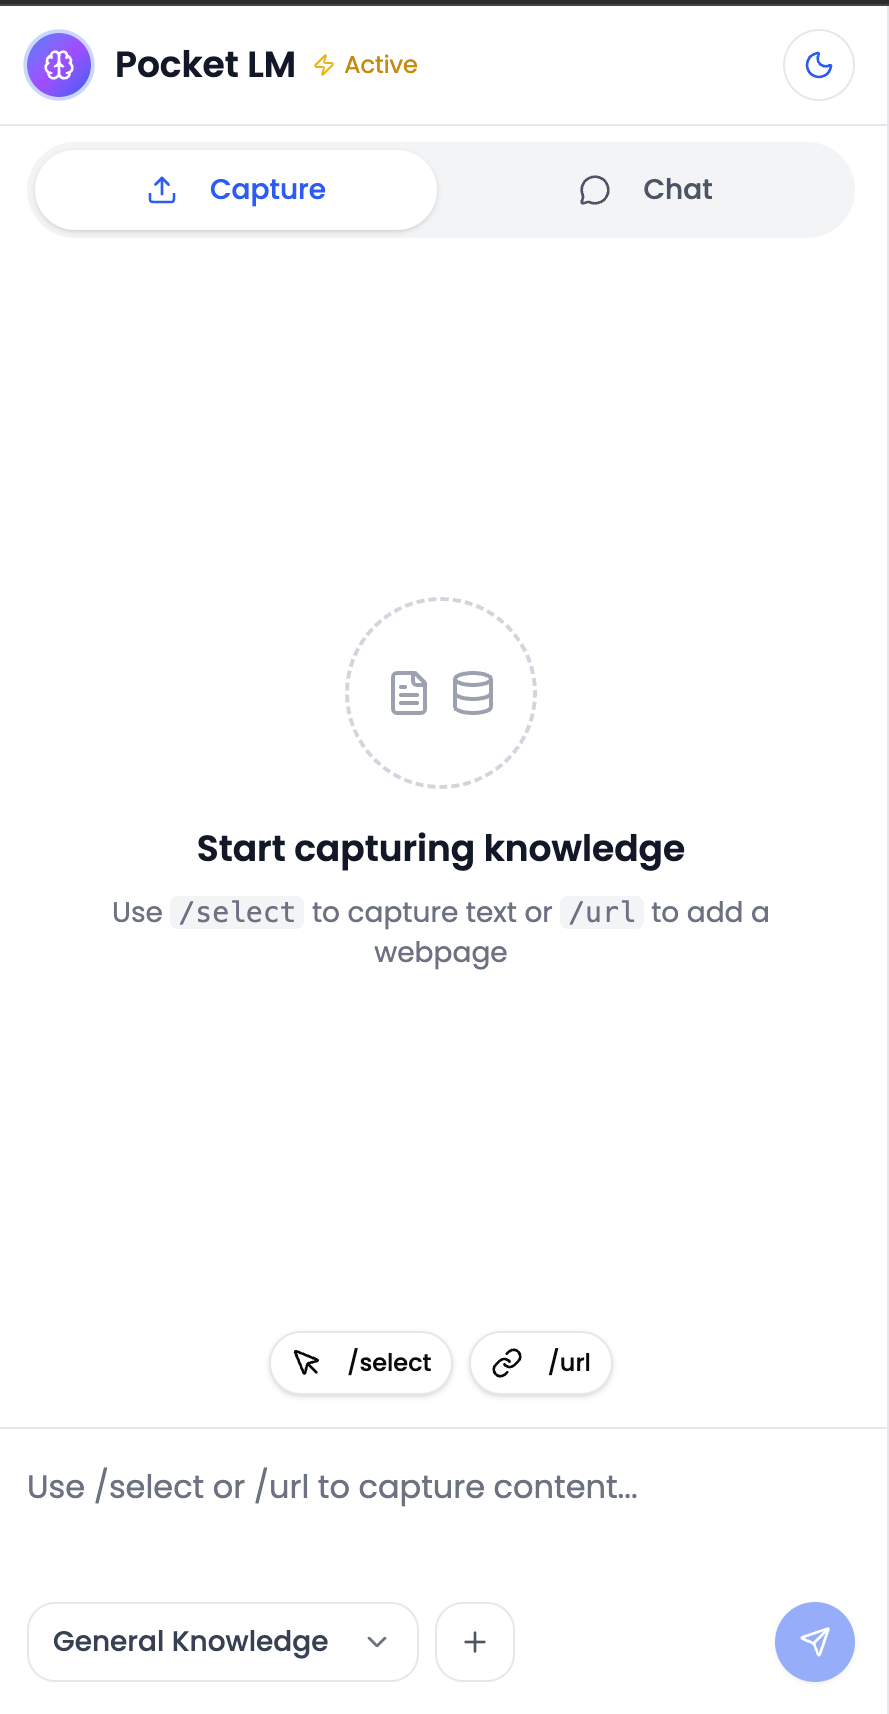 Pocket LM Active
Capture Chat
Start capturing knowledge
Use /select to capture text or /url to add a
webpage
/select /url
Use /select or /url to capture content...
General Knowledge